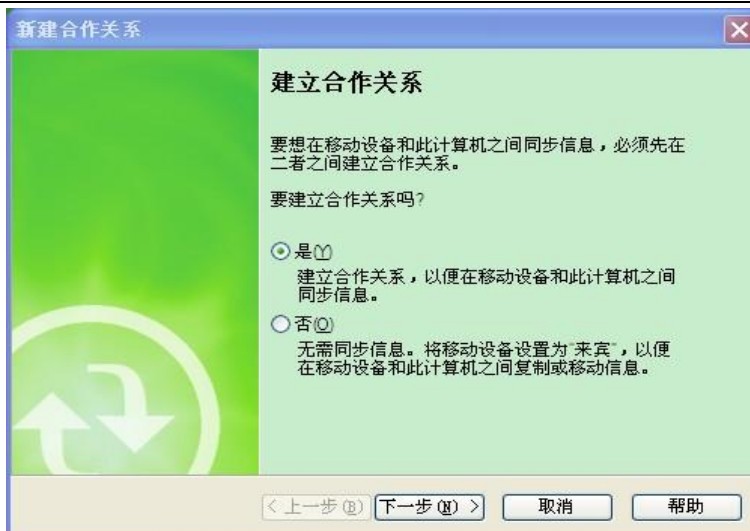 新建合作关系
建立合作关系
要想在移动设备和此计算机之间同步信息，必须先在
二者之间建立合作关系。
要建立合作关系吗?
是(Y)
建立合作关系，以便在移动设备和此计算机之间
同步信息。
否(O)
无需同步信息。将移动设备设置为"来宾"，以便
在移动设备和此计算机之间复制或移动信息。
< 上一步(B) 下一步(N) > 取消 帮助